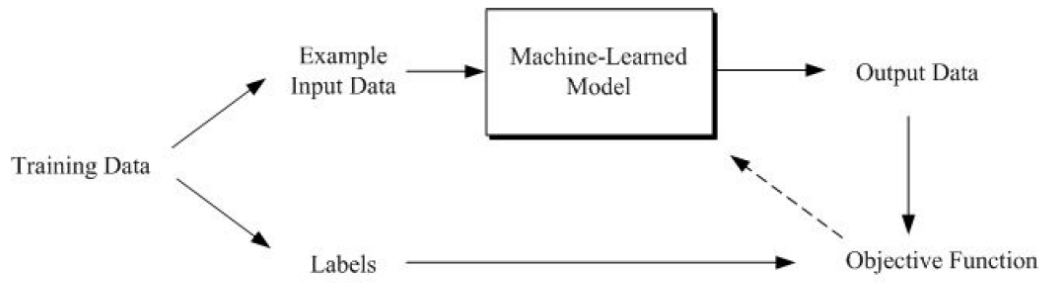 Example
Input Data
Machine-Learned
Model
Output Data
Training Data
Labels
Objective Function